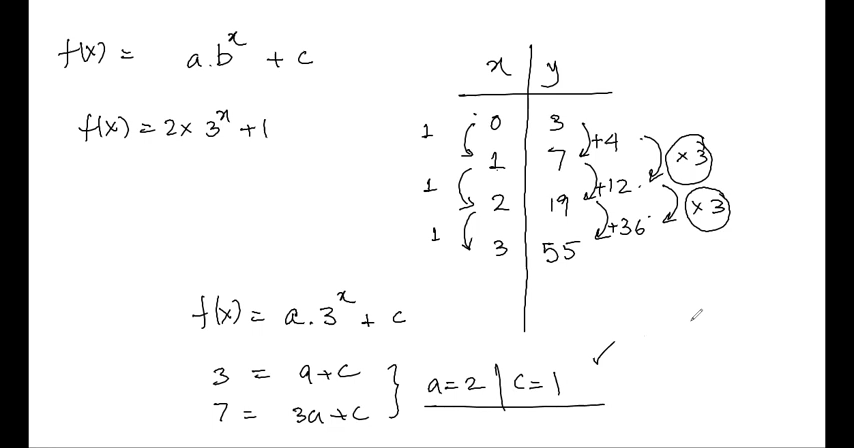 f(x) = a.b^x + c
f(x) = 2 x 3^x + 1
x | y
0 | 3
1 | 7
2 | 19
3 | 55
1
1
1
+4
+12
+36
x 3
x 3
f(x) = a.3^x + c
3 = a+c
7 = 3a+c
} a=2 | c=1 ✓